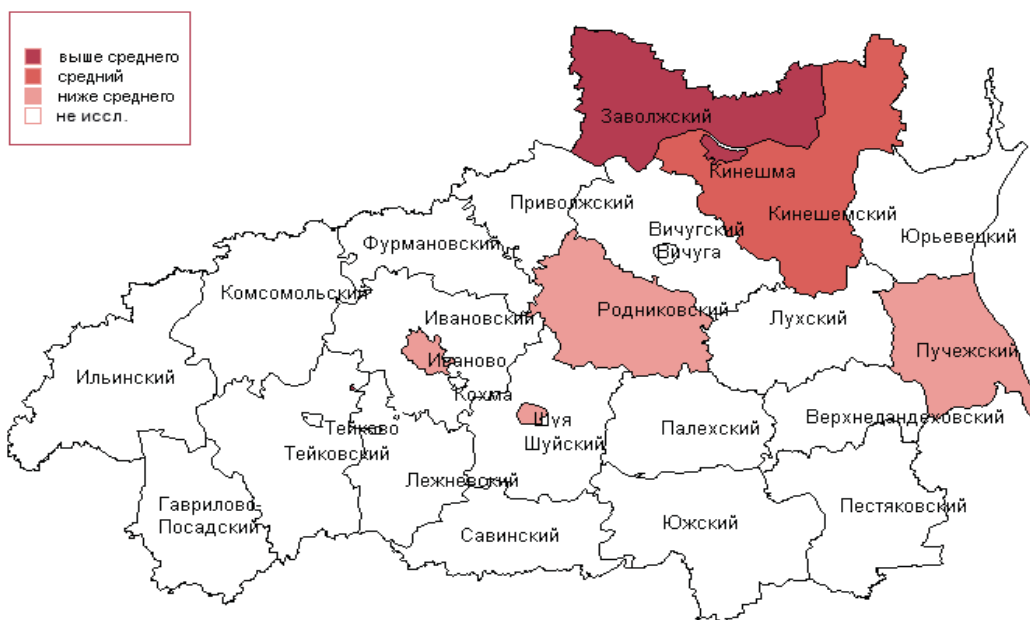 выше среднего
средний
ниже среднего
не иссл.
Заволжский
Кинешма
Приволжский
Кинешемский
Вичугский
Вичуга
Юрьевецкий
Фурмановский
Комсомольский
Родниковский
Ивановский
Лухский
Иваново
Пучежский
Ильинский
Кохма
Верхнеландеховский
Шуя
Тейково
Палехский
Шуйский
Тейковский
Лежневский
Гаврилово
Посадский
Пестяковский
Южский
Савинский